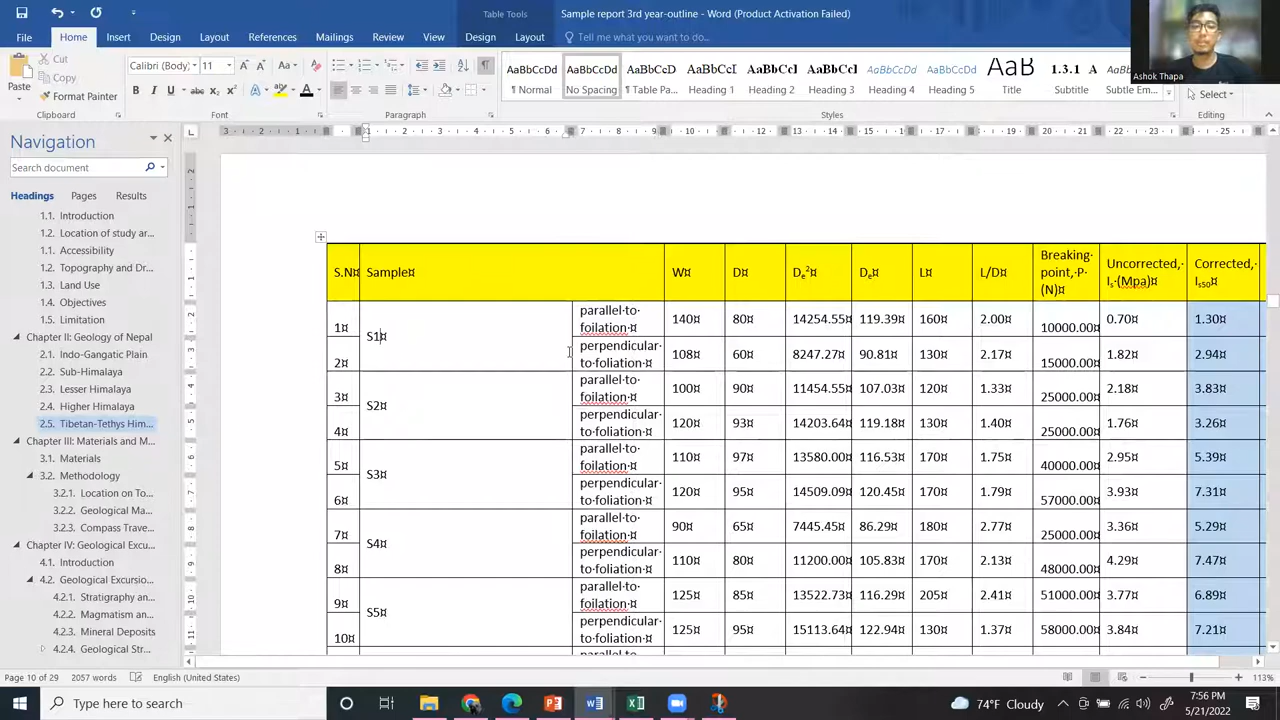 Table Tools
Sample report 3rd year-outline - Word (Product Activation Failed)
File
Home
Insert
Draw
Design
Layout
References
Mailings
Review
View
Design
Layout
Tell me what you want to do...
Ashok Thapa
Cut
Copy
Format Painter
Clipboard
Calibri (Body)
11
Font
Paragraph
AaBbCcDd
¶ Normal
AaBbCcDd
No Spacing
AaBbCcDd
¶ Table Pa...
AaBbCcI
Heading 1
AaBbCcI
Heading 2
AaBbCcI
Heading 3
AaBbCcDd
Heading 4
AaBbCcDd
Heading 5
AaB
Title
1.3.1 A
Subtitle
AaBbCcDd
Subtle Em...
Styles
Select
Editing
Navigation
Search document
Headings
Pages
Results
1.1. Introduction
1.2. Location of study ar...
1.1. Accessibility
1.2. Topography and Dr...
1.3. Land Use
1.4. Objectives
1.5. Limitation
Chapter II: Geology of Nepal
2.1. Indo-Gangatic Plain
2.2. Sub-Himalaya
2.3. Lesser Himalaya
2.4. Higher Himalaya
2.5. Tibetan-Tethys Him...
Chapter III: Materials and M...
3.1. Materials
3.2. Methodology
3.2.1. Location on To...
3.2.2. Geological Ma...
3.2.3. Compass Trave...
Chapter IV: Geological Excu...
4.1. Introduction
4.2. Geological Excursion
4.2.1. Stratigraphy an...
4.2.2. Magmatism an...
4.2.3. Mineral Deposits
4.2.4. Geological Str...
S.N¤ Sample¤ W¤ D¤ Dₑ²¤ Dₑ¤ L¤ L/D¤ Breaking· point,·P· (N)¤ Uncorrected,· Iₛ·(Mpa)¤ Corrected,· Iₛ₅₀¤
1¤ S1¤ parallel·to· foilation·¤ 140¤ 80¤ 14254.55¤ 119.39¤ 160¤ 2.00¤ 10000.00¤ 0.70¤ 1.30¤
2¤ perpendicular· to·foliation·¤ 108¤ 60¤ 8247.27¤ 90.81¤ 130¤ 2.17¤ 15000.00¤ 1.82¤ 2.94¤
3¤ S2¤ parallel·to· foilation·¤ 100¤ 90¤ 11454.55¤ 107.03¤ 120¤ 1.33¤ 25000.00¤ 2.18¤ 3.83¤
4¤ perpendicular· to·foliation·¤ 120¤ 93¤ 14203.64¤ 119.18¤ 130¤ 1.40¤ 25000.00¤ 1.76¤ 3.26¤
5¤ S3¤ parallel·to· foilation·¤ 110¤ 97¤ 13580.00¤ 116.53¤ 170¤ 1.75¤ 40000.00¤ 2.95¤ 5.39¤
6¤ perpendicular· to·foliation·¤ 120¤ 95¤ 14509.09¤ 120.45¤ 170¤ 1.79¤ 57000.00¤ 3.93¤ 7.31¤
7¤ S4¤ parallel·to· foilation·¤ 90¤ 65¤ 7445.45¤ 86.29¤ 180¤ 2.77¤ 25000.00¤ 3.36¤ 5.29¤
8¤ perpendicular· to·foliation·¤ 110¤ 80¤ 11200.00¤ 105.83¤ 170¤ 2.13¤ 48000.00¤ 4.29¤ 7.47¤
9¤ S5¤ parallel·to· foilation·¤ 125¤ 85¤ 13522.73¤ 116.29¤ 205¤ 2.41¤ 51000.00¤ 3.77¤ 6.89¤
10¤ perpendicular· to·foliation·¤ 125¤ 95¤ 15113.64¤ 122.94¤ 130¤ 1.37¤ 58000.00¤ 3.84¤ 7.21¤
Page 10 of 29
2057 words
English (United States)
113%
Type here to search
74°F Cloudy
7:56 PM
5/21/2022